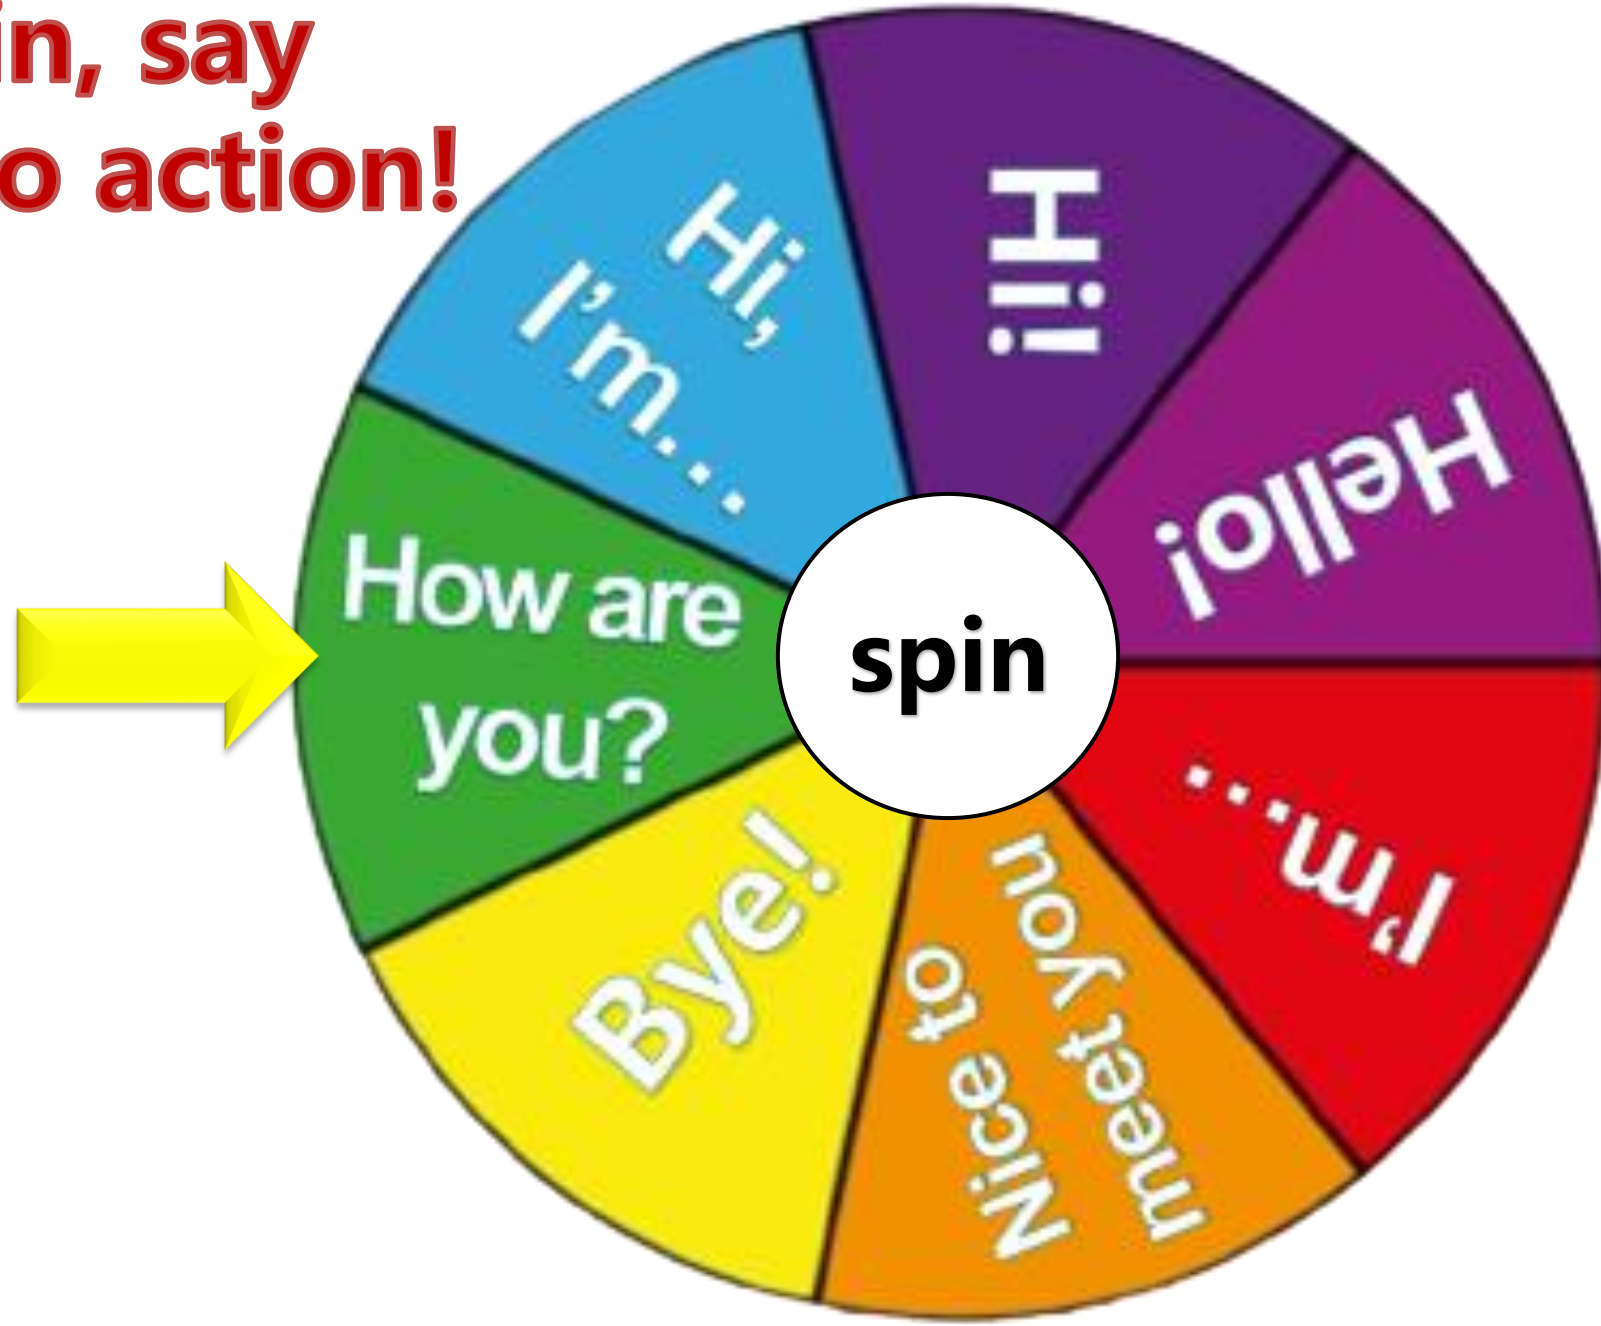 in, say
o action!
Hi!
Hello!
I'm...
Nice to
meet you
Bye!
How are
you?
Hi,
I'm...
spin